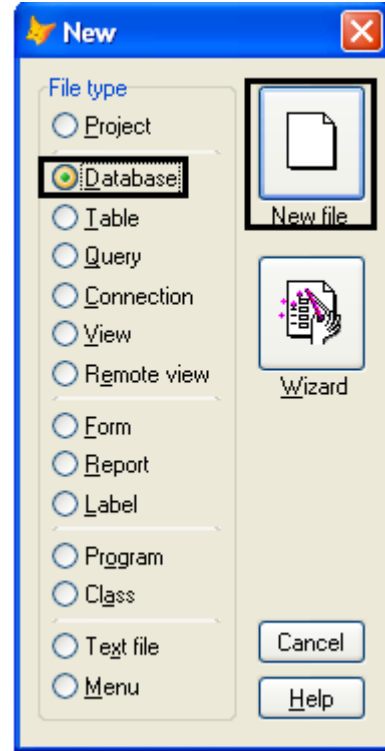 New
File type
Project
Database
Table
Query
Connection
View
Remote view
Form
Report
Label
Program
Class
Text file
Menu
New file
Wizard
Cancel
Help